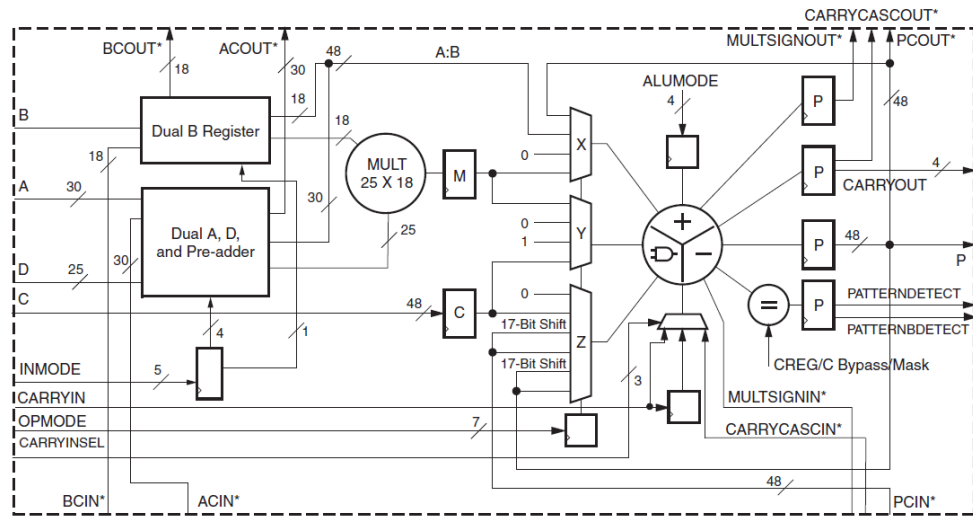 CARRYCASCOUT*
BCOUT*
ACOUT*
MULTSIGNOUT*
PCOUT*
18
30
48
A:B
ALUMODE
4
48
B
Dual B Register
18
18
18
X
0
P
MULT
25 X 18
M
P
4
CARRYOUT
A
30
Dual A, D,
and Pre-adder
30
25
0
1
Y
+
−
P
48
P
D
25
30
C
48
C
0
17-Bit Shift
17-Bit Shift
Z
=
P
PATTERNDETECT
PATTERNBDETECT
4
1
3
CREG/C Bypass/Mask
INMODE
5
CARRYIN
MULTSIGNIN*
OPMODE
7
CARRYINSEL
CARRYCASCIN*
48
BCIN*
ACIN*
PCIN*